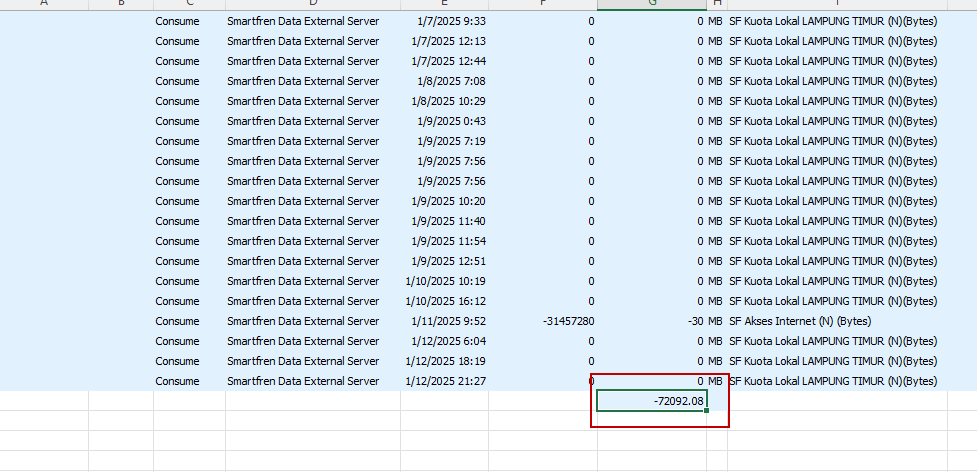 A B C D E F G H I
Consume Smartfren Data External Server 1/7/2025 9:33 0 0 MB SF Kuota Lokal LAMPUNG TIMUR (N)(Bytes)
Consume Smartfren Data External Server 1/7/2025 12:13 0 0 MB SF Kuota Lokal LAMPUNG TIMUR (N)(Bytes)
Consume Smartfren Data External Server 1/7/2025 12:44 0 0 MB SF Kuota Lokal LAMPUNG TIMUR (N)(Bytes)
Consume Smartfren Data External Server 1/8/2025 7:08 0 0 MB SF Kuota Lokal LAMPUNG TIMUR (N)(Bytes)
Consume Smartfren Data External Server 1/8/2025 10:29 0 0 MB SF Kuota Lokal LAMPUNG TIMUR (N)(Bytes)
Consume Smartfren Data External Server 1/9/2025 0:43 0 0 MB SF Kuota Lokal LAMPUNG TIMUR (N)(Bytes)
Consume Smartfren Data External Server 1/9/2025 7:19 0 0 MB SF Kuota Lokal LAMPUNG TIMUR (N)(Bytes)
Consume Smartfren Data External Server 1/9/2025 7:56 0 0 MB SF Kuota Lokal LAMPUNG TIMUR (N)(Bytes)
Consume Smartfren Data External Server 1/9/2025 7:56 0 0 MB SF Kuota Lokal LAMPUNG TIMUR (N)(Bytes)
Consume Smartfren Data External Server 1/9/2025 10:20 0 0 MB SF Kuota Lokal LAMPUNG TIMUR (N)(Bytes)
Consume Smartfren Data External Server 1/9/2025 11:40 0 0 MB SF Kuota Lokal LAMPUNG TIMUR (N)(Bytes)
Consume Smartfren Data External Server 1/9/2025 11:54 0 0 MB SF Kuota Lokal LAMPUNG TIMUR (N)(Bytes)
Consume Smartfren Data External Server 1/9/2025 12:51 0 0 MB SF Kuota Lokal LAMPUNG TIMUR (N)(Bytes)
Consume Smartfren Data External Server 1/10/2025 10:19 0 0 MB SF Kuota Lokal LAMPUNG TIMUR (N)(Bytes)
Consume Smartfren Data External Server 1/10/2025 16:12 0 0 MB SF Kuota Lokal LAMPUNG TIMUR (N)(Bytes)
Consume Smartfren Data External Server 1/11/2025 9:52 -31457280 -30 MB SF Akses Internet (N) (Bytes)
Consume Smartfren Data External Server 1/12/2025 6:04 0 0 MB SF Kuota Lokal LAMPUNG TIMUR (N)(Bytes)
Consume Smartfren Data External Server 1/12/2025 18:19 0 0 MB SF Kuota Lokal LAMPUNG TIMUR (N)(Bytes)
Consume Smartfren Data External Server 1/12/2025 21:27 0 0 MB SF Kuota Lokal LAMPUNG TIMUR (N)(Bytes)
-72092.08